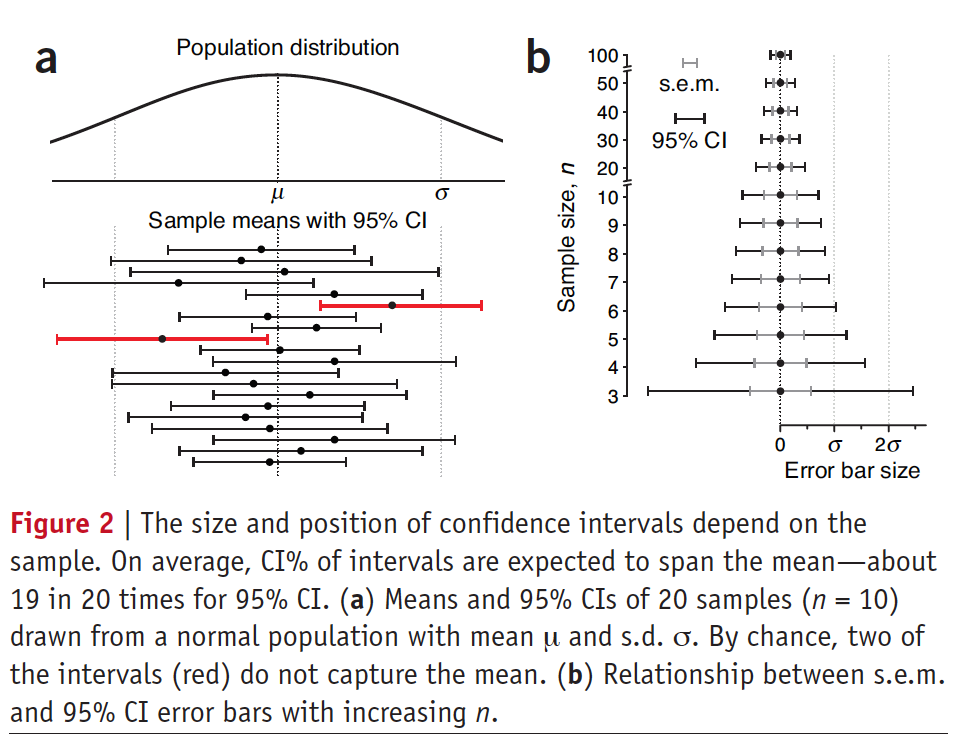 a
Population distribution
μ
σ
Sample means with 95% CI
b
Sample size, n
100
50
40
30
20
10
9
8
7
6
5
4
3
s.e.m.
95% CI
0
σ
2σ
Error bar size
Figure 2 | The size and position of confidence intervals depend on the
sample. On average, CI% of intervals are expected to span the mean—about
19 in 20 times for 95% CI. (a) Means and 95% CIs of 20 samples (n = 10)
drawn from a normal population with mean μ and s.d. σ. By chance, two of
the intervals (red) do not capture the mean. (b) Relationship between s.e.m.
and 95% CI error bars with increasing n.